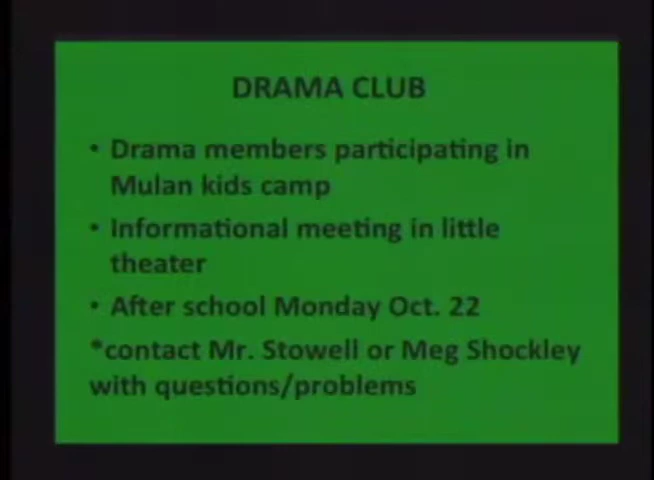 DRAMA CLUB
• Drama members participating in
Mulan kids camp
• Informational meeting in little
theater
• After school Monday Oct. 22
*contact Mr. Stowell or Meg Shockley
with questions/problems